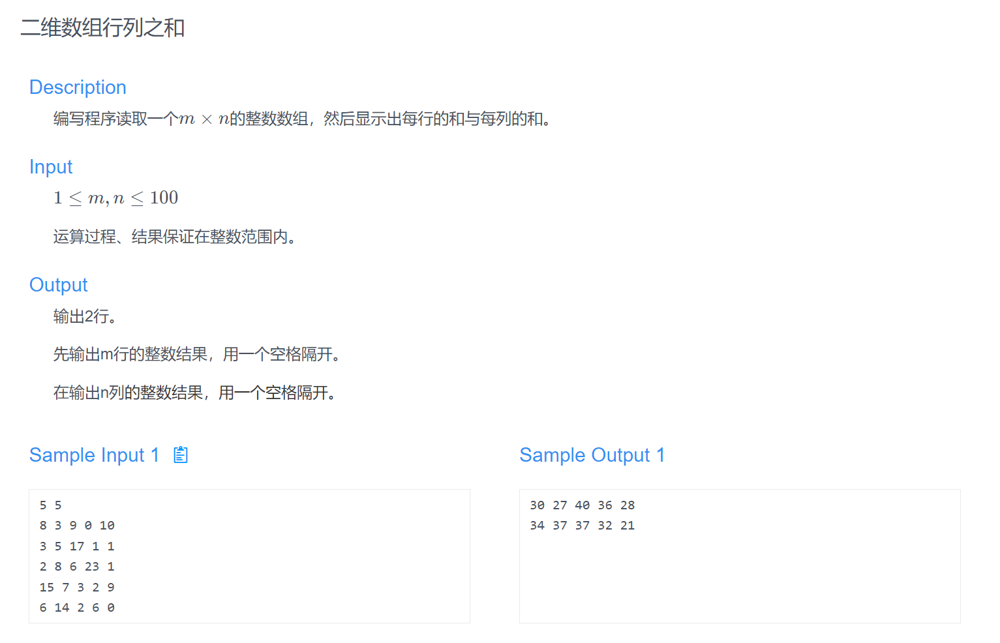 二维数组行列之和
Description
编写程序读取一个m × n的整数数组，然后显示出每行的和与每列的和。
Input
1 ≤ m, n ≤ 100
运算过程、结果保证在整数范围内。
Output
输出2行。
先输出m行的整数结果，用一个空格隔开。
在输出n列的整数结果，用一个空格隔开。
Sample Input 1
5 5
8 3 9 0 10
3 5 17 1 1
2 8 6 23 1
15 7 3 2 9
6 14 2 6 0
Sample Output 1
30 27 40 36 28
34 37 37 32 21